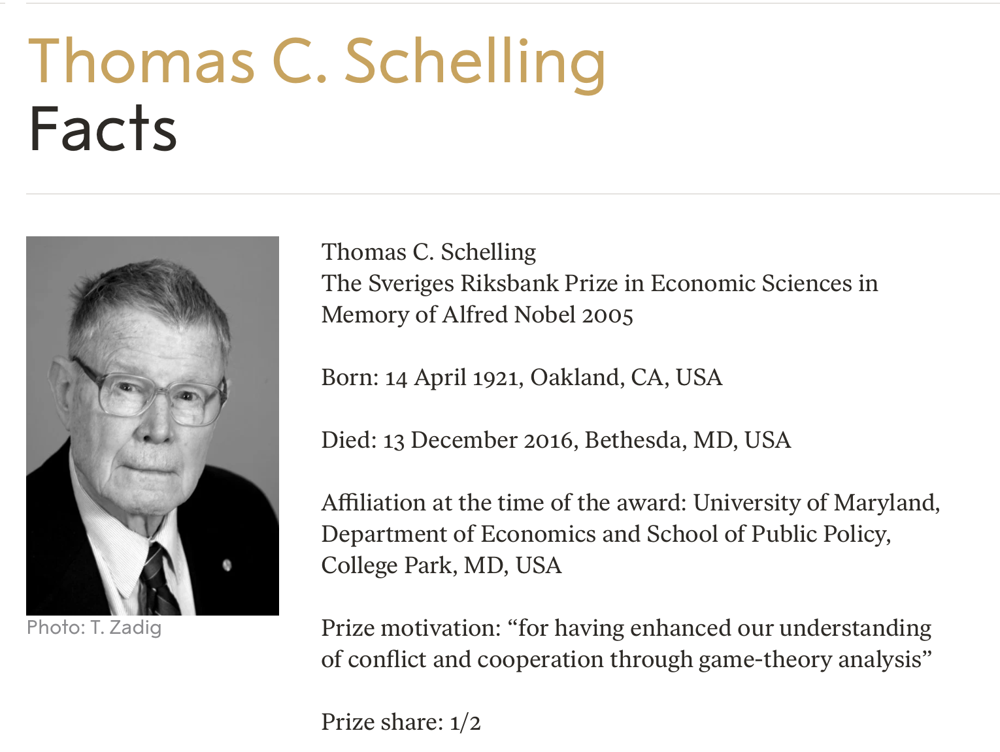 Thomas C. Schelling
Facts
Photo: T. Zadig
Thomas C. Schelling
The Sveriges Riksbank Prize in Economic Sciences in
Memory of Alfred Nobel 2005
Born: 14 April 1921, Oakland, CA, USA
Died: 13 December 2016, Bethesda, MD, USA
Affiliation at the time of the award: University of Maryland,
Department of Economics and School of Public Policy,
College Park, MD, USA
Prize motivation: “for having enhanced our understanding
of conflict and cooperation through game-theory analysis”
Prize share: 1/2